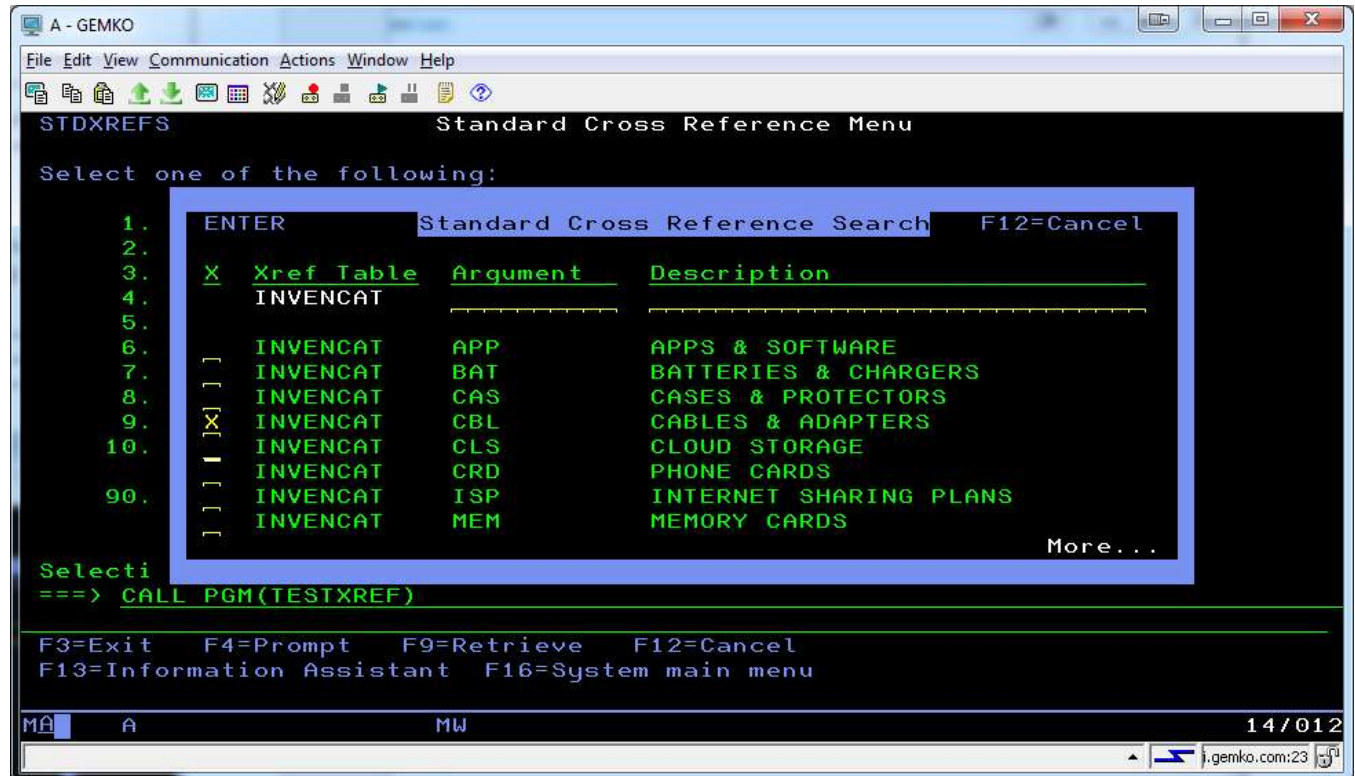 A - GEMKO
File Edit View Communication Actions Window Help
STDXREFS Standard Cross Reference Menu
Select one of the following:
1. ENTER Standard Cross Reference Search F12=Cancel
2.
3. X Xref Table Argument Description
4. INVENCAT
5.
6. INVENCAT APP APPS & SOFTWARE
7. INVENCAT BAT BATTERIES & CHARGERS
8. INVENCAT CAS CASES & PROTECTORS
9. X INVENCAT CBL CABLES & ADAPTERS
10. INVENCAT CLS CLOUD STORAGE
INVENCAT CRD PHONE CARDS
90. INVENCAT ISP INTERNET SHARING PLANS
INVENCAT MEM MEMORY CARDS
More...
Selecti
===> CALL PGM(TESTXREF)
F3=Exit F4=Prompt F9=Retrieve F12=Cancel
F13=Information Assistant F16=System main menu
MA A MW 14/012
i.gemko.com:23